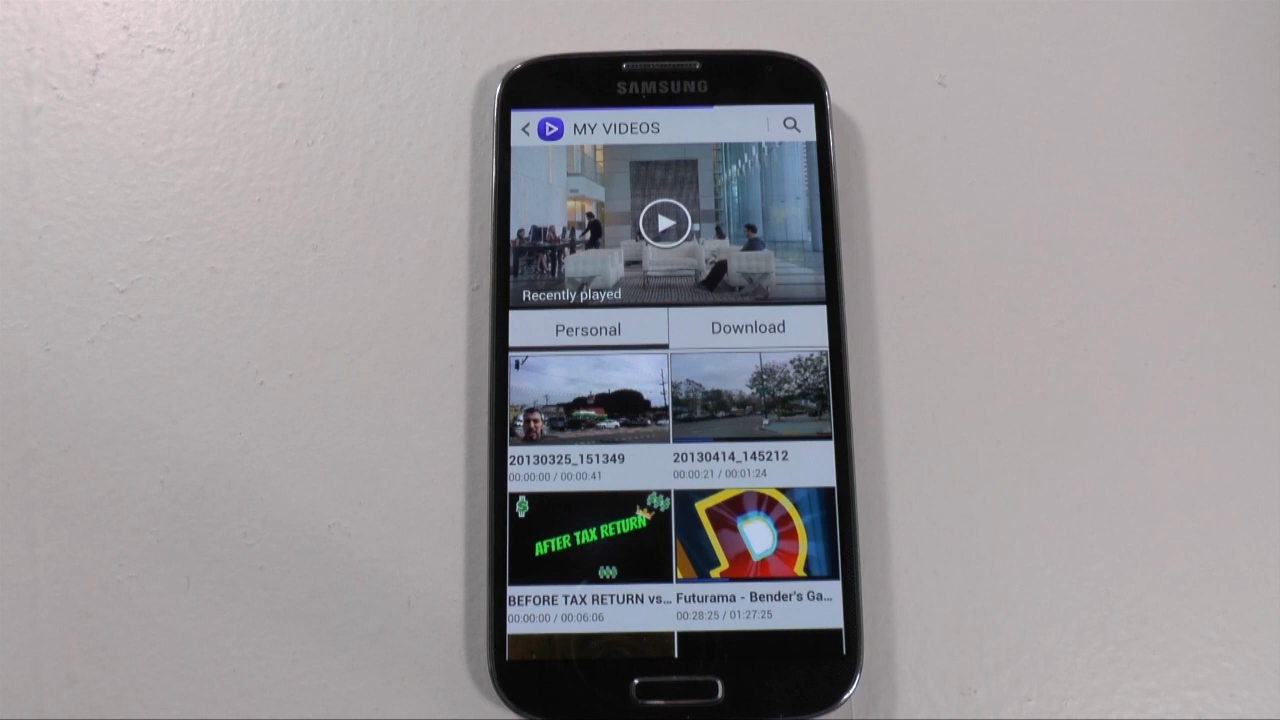 SAMSUNG
MY VIDEOS
Recently played
Personal
Download
20130325_151349
00:00:00 / 00:00:41
20130414_145212
00:00:21 / 00:01:24
AFTER TAX RETURN
BEFORE TAX RETURN vs...
00:00:00 / 00:06:06
Futurama - Bender's Ga...
00:28:25 / 01:27:25